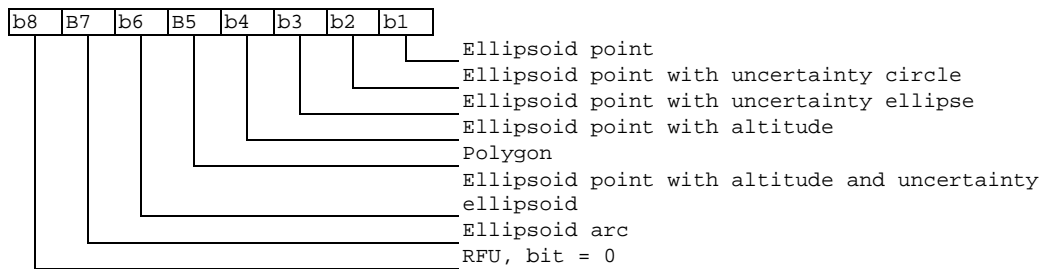 b8 B7 b6 B5 b4 b3 b2 b1
Ellipsoid point
Ellipsoid point with uncertainty circle
Ellipsoid point with uncertainty ellipse
Ellipsoid point with altitude
Polygon
Ellipsoid point with altitude and uncertainty
ellipsoid
Ellipsoid arc
RFU, bit = 0